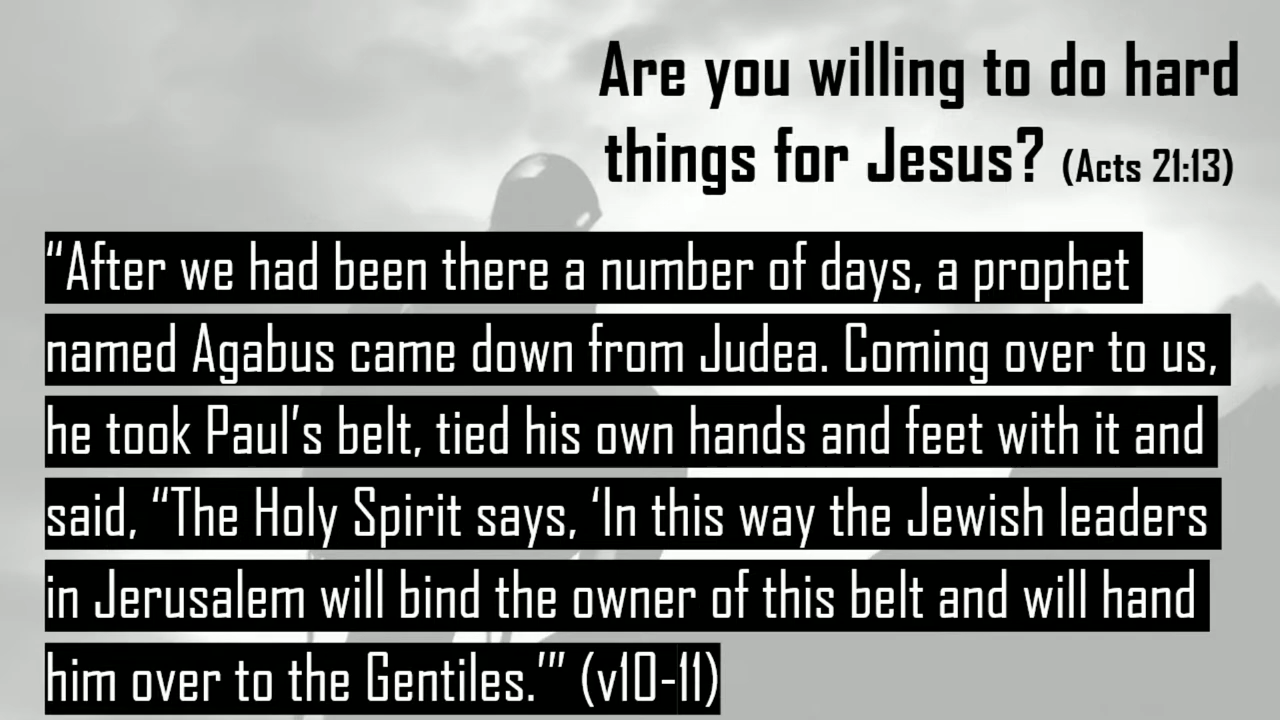 Are you willing to do hard
things for Jesus? (Acts 21:13)
“After we had been there a number of days, a prophet
named Agabus came down from Judea. Coming over to us,
he took Paul’s belt, tied his own hands and feet with it and
said, “The Holy Spirit says, ‘In this way the Jewish leaders
in Jerusalem will bind the owner of this belt and will hand
him over to the Gentiles.’”” (v10-11)